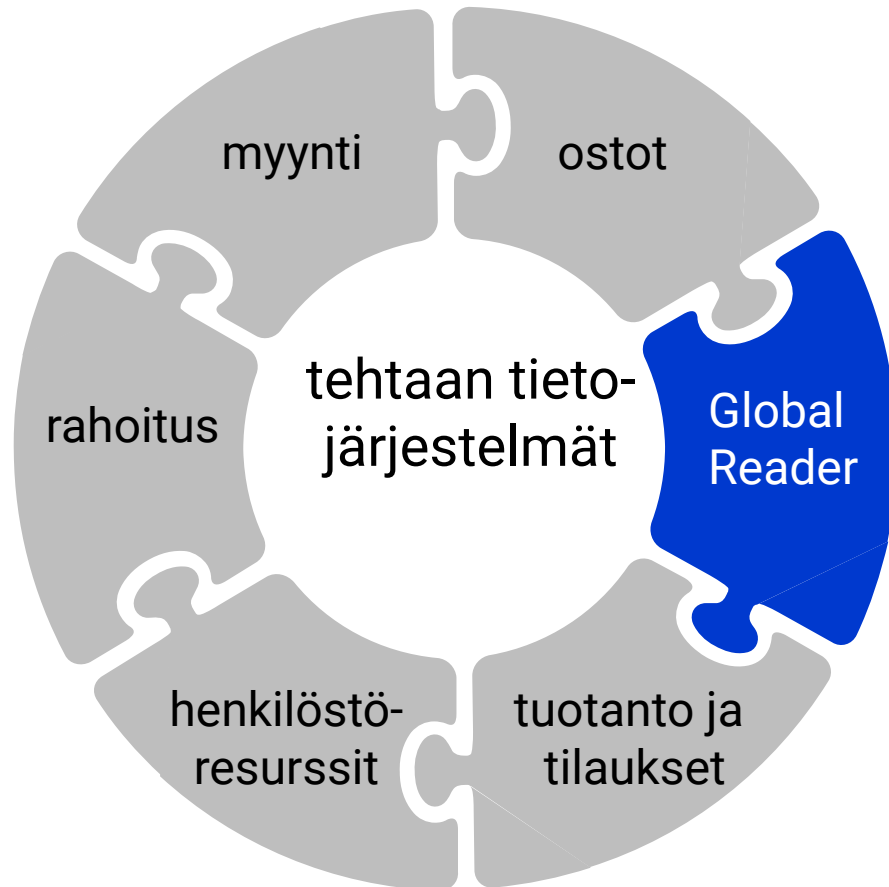 myynti
ostot
tehtaan tieto-
järjestelmät
Global
Reader
rahoitus
henkilöstö-
resurssit
tuotanto ja
tilaukset